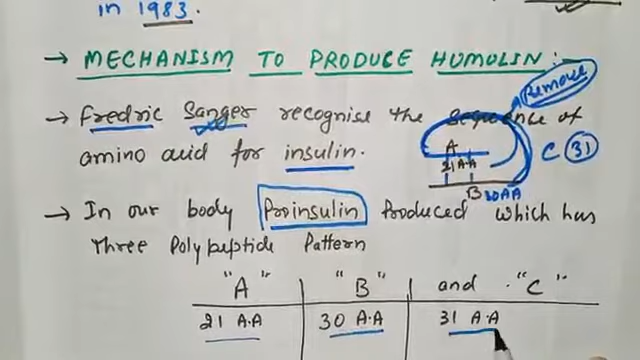 in 1983.
→ MECHANISM TO PRODUCE HUMULIN :-
Remove
→ Fredric Sanger recognise the sequence of
amino acid for insulin.
A
21 A.A
B 30 AA
C 31
→ In our body Proinsulin Produced which has
Three Polypeptide Pattern
"A" "B" and "C"
21 A.A 30 A.A 31 A.A